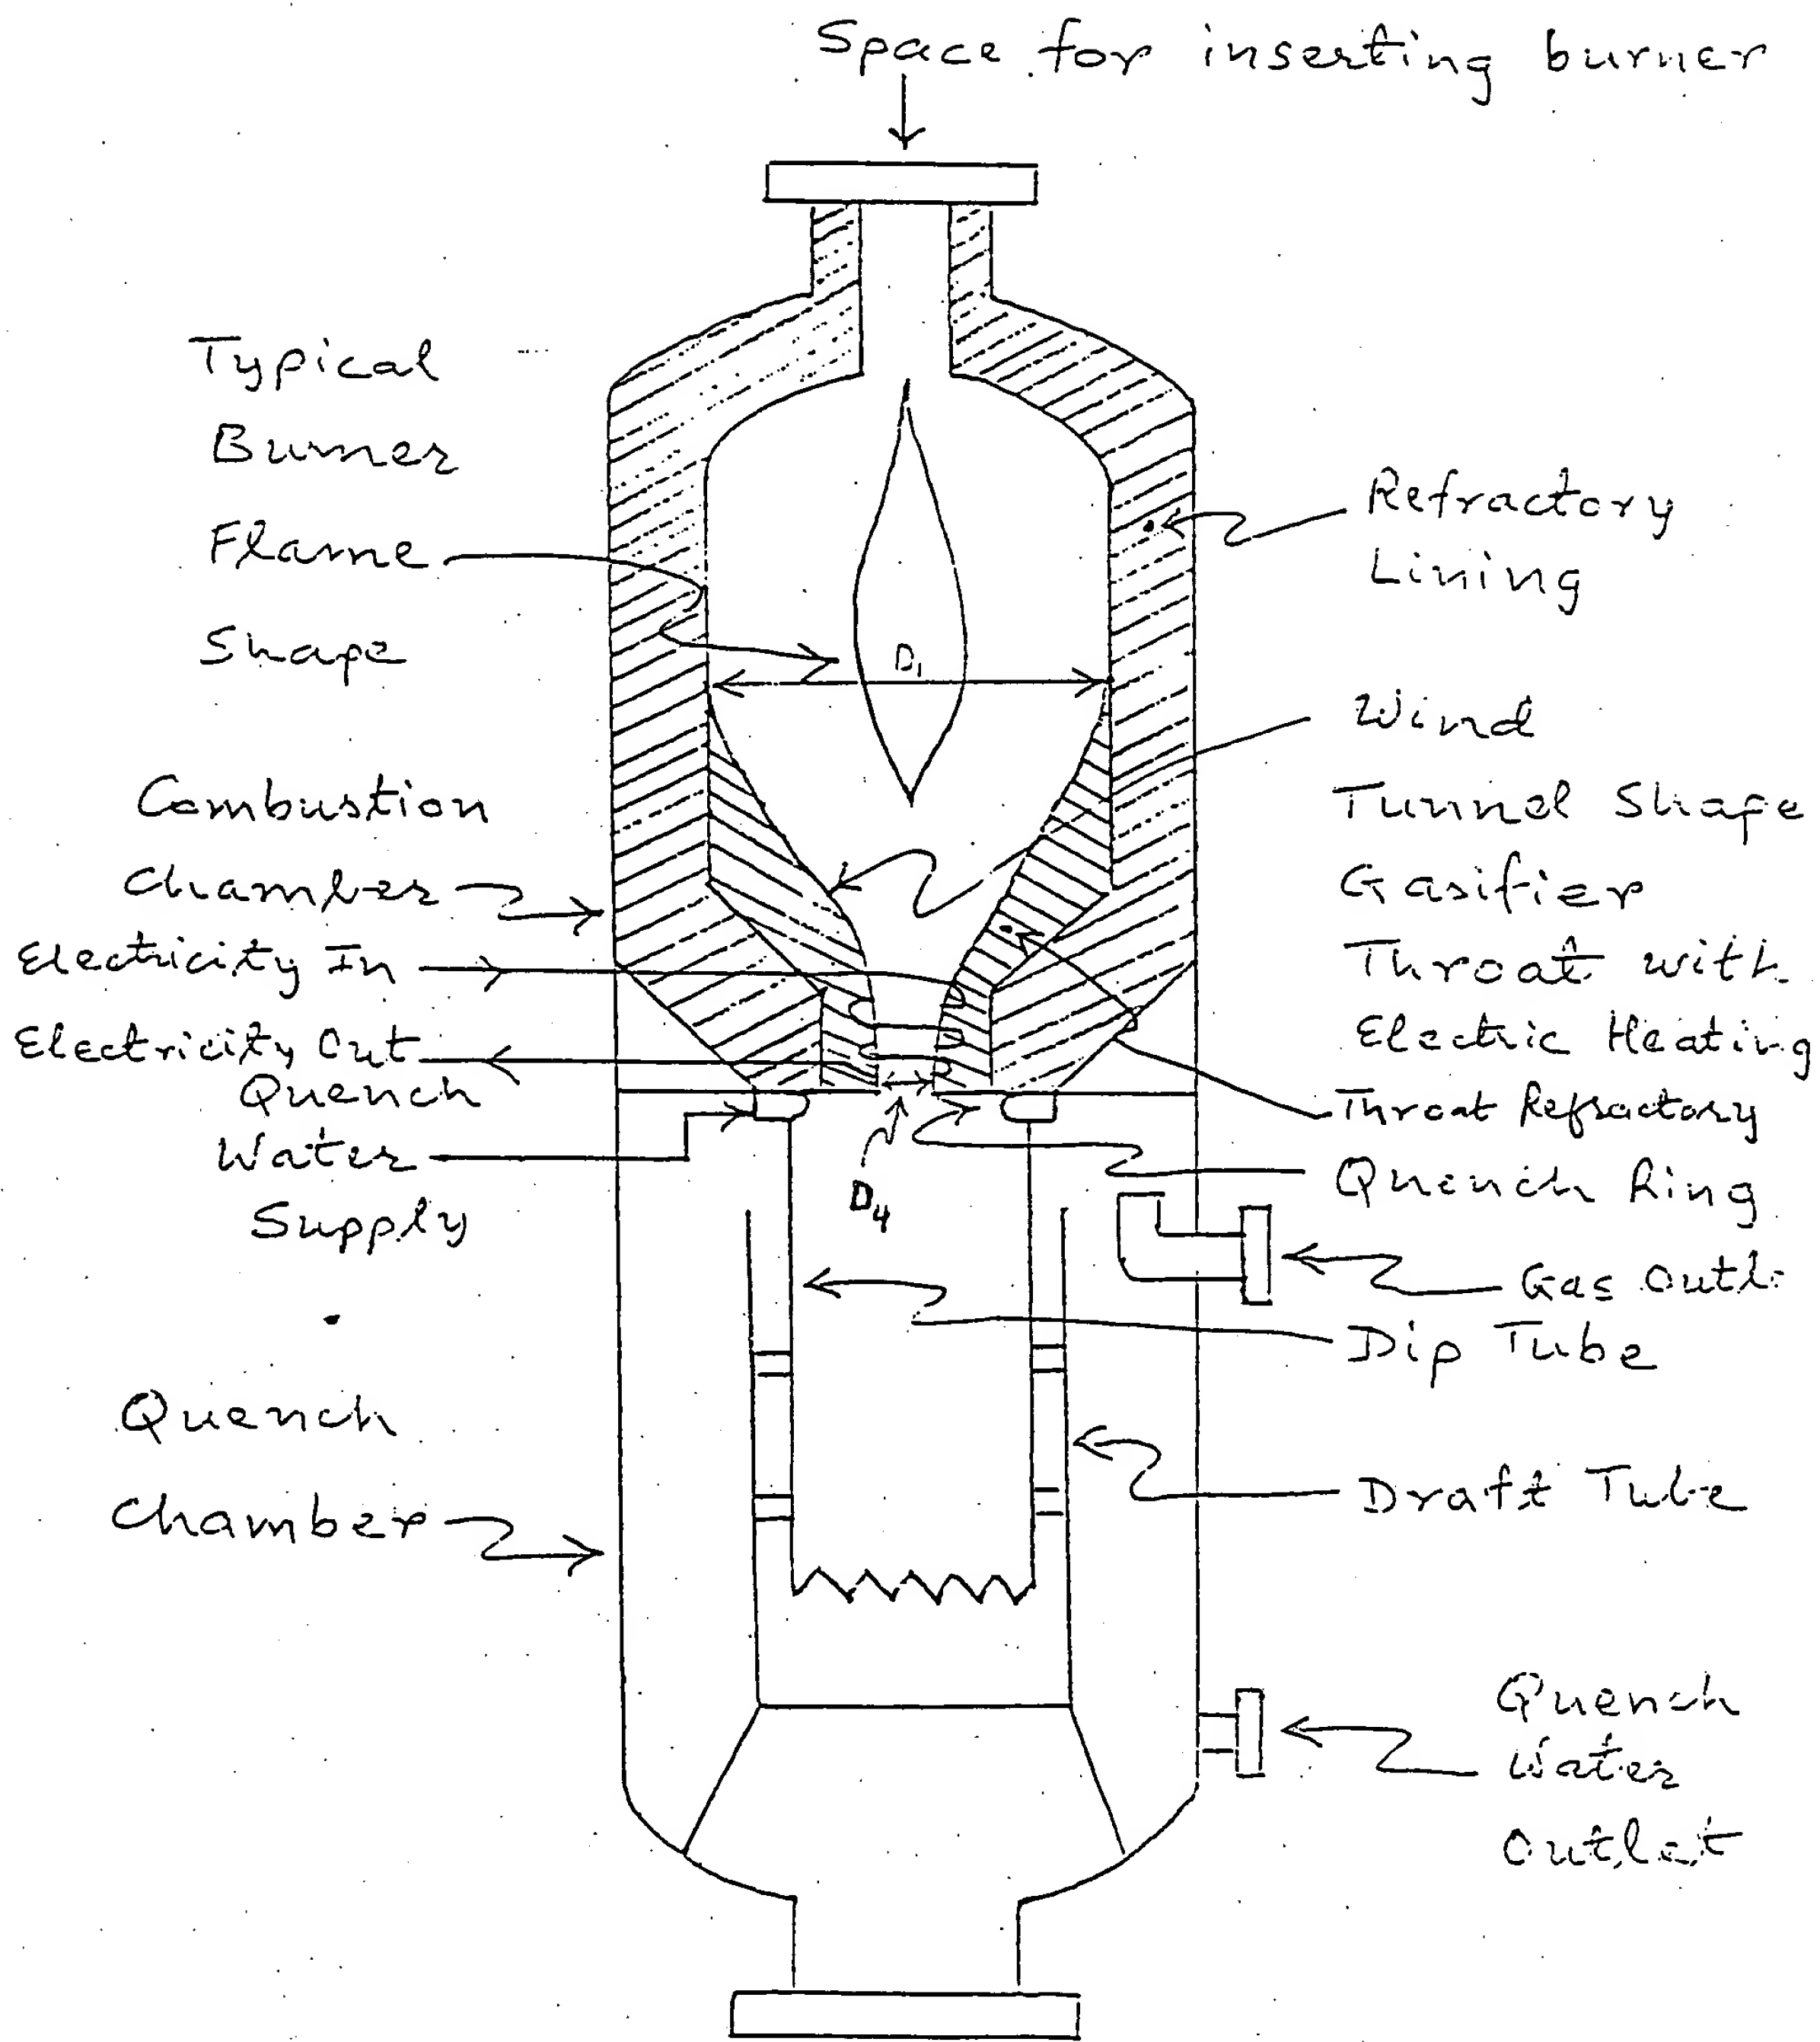 Space for inserting burner
Typical
Burner
Flame
Shape
Refractory
Lining
D1
Wind
Tunnel Shape
Gasifier
Throat with
Electric Heating
Combustion
Chamber
Electricity In
Electricity Out
Quench
Water
Supply
Throat Refractory
Quench Ring
D4
Gas Outl
Dip Tube
Quench
Chamber
Draft Tube
Quench
Water
Outlet